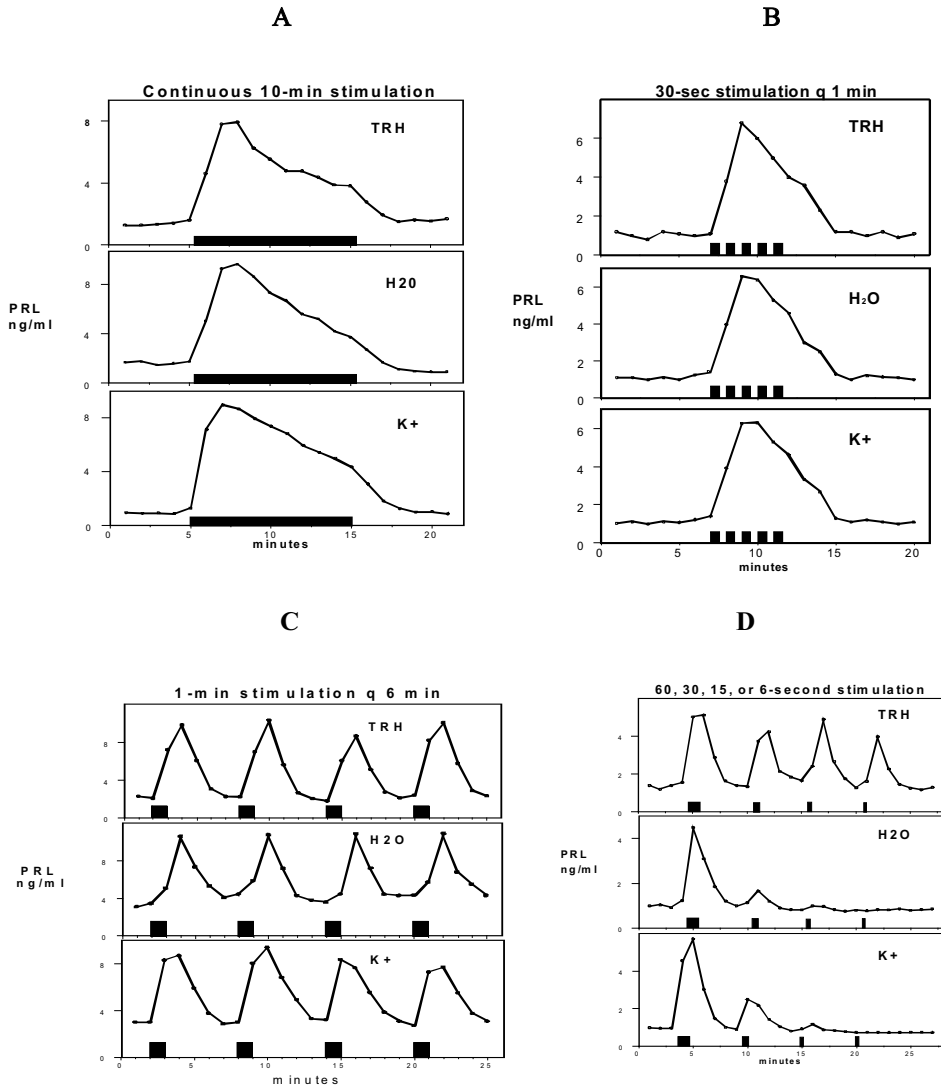 A
B
Continuous 10-min stimulation
8
TRH
4
0
H20
8
PRL
ng/ml
4
0
K+
8
4
0
0 5 10 15 20
minutes
30-sec stimulation q 1 min
6
TRH
4
2
0
6
H₂O
PRL
ng/ml
4
2
0
6
K+
4
2
0
0 5 10 15 20
minutes
C
D
1-min stimulation q 6 min
8
TRH
4
0
H2O
8
PRL
ng/ml
4
0
K+
8
4
0
0 5 10 15 20 25
minutes
60, 30, 15, or 6-second stimulation
TRH
4
2
0
H2O
4
PRL
ng/ml
2
0
K+
4
2
0
0 5 10 15 20 25
minutes